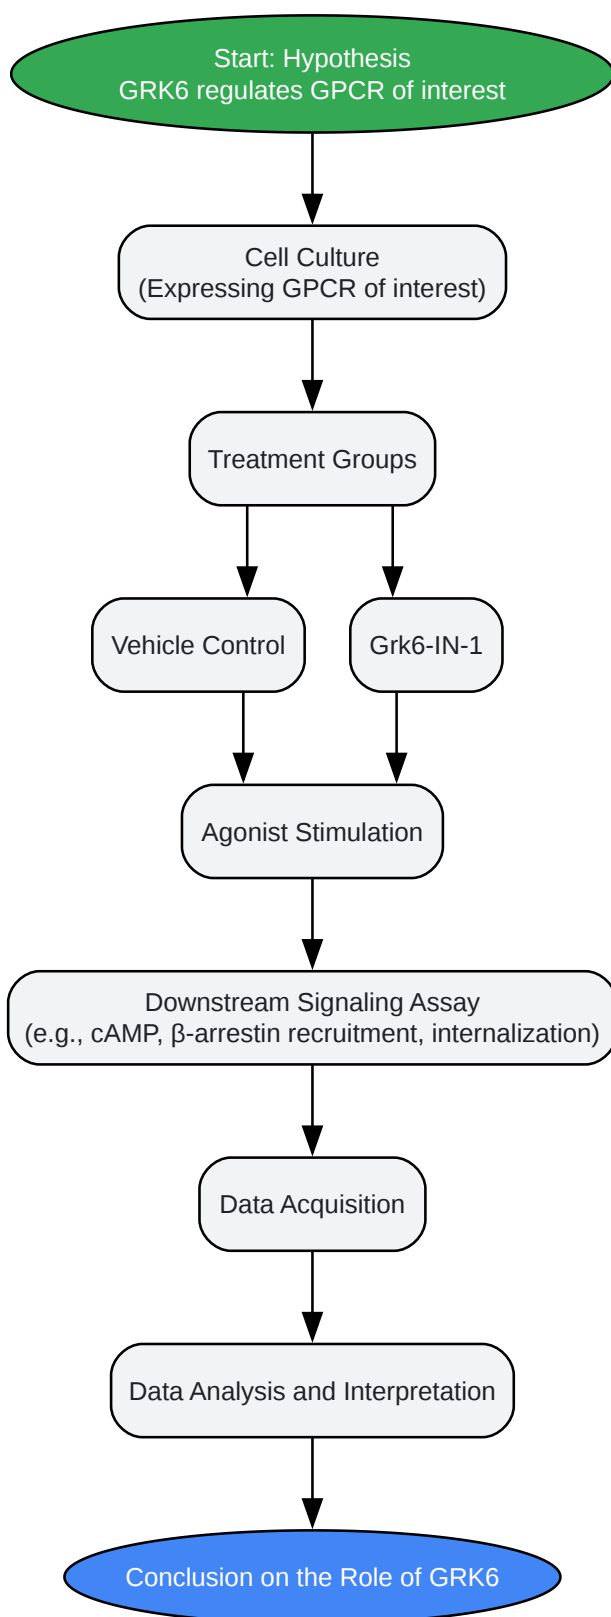 Start: Hypothesis
GRK6 regulates GPCR of interest
Cell Culture
(Expressing GPCR of interest)
Treatment Groups
Vehicle Control
Grk6-IN-1
Agonist Stimulation
Downstream Signaling Assay
(e.g., cAMP, β-arrestin recruitment, internalization)
Data Acquisition
Data Analysis and Interpretation
Conclusion on the Role of GRK6